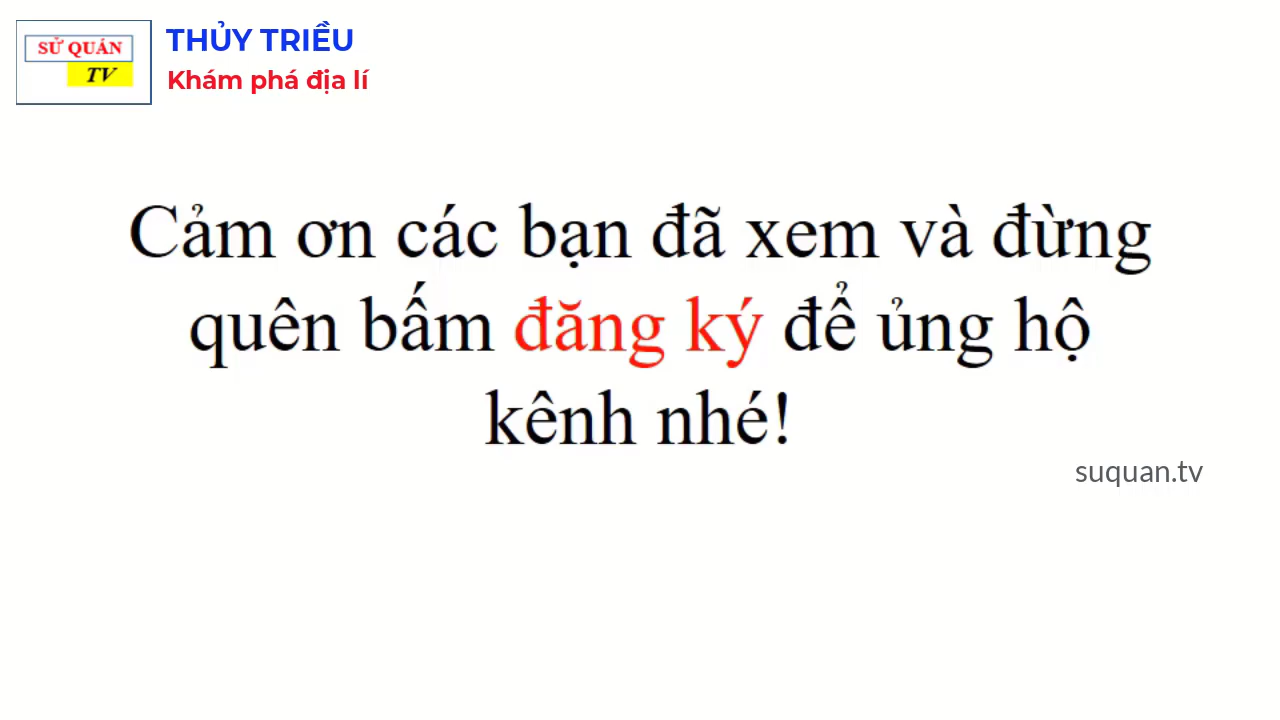 SỬ QUÁN
TV
THỦY TRIỀU
Khám phá địa lí
Cảm ơn các bạn đã xem và đừng
quên bấm đăng ký để ủng hộ
kênh nhé!
suquan.tv